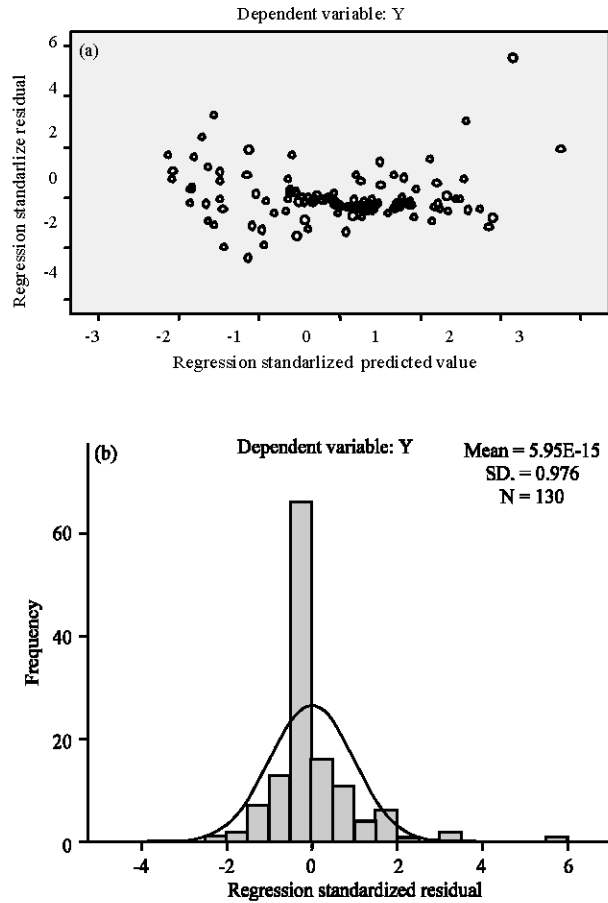 Dependent variable: Y
(a)
Regression standarlize residual
6
4
2
0
-2
-4
-3
-2
-1
0
1
2
3
Regression standarlized predicted value
(b)
Dependent variable: Y
Mean = 5.95E-15
SD. = 0.976
N = 130
Frequency
60
40
20
0
-4
-2
0
2
4
6
Regression standardized residual